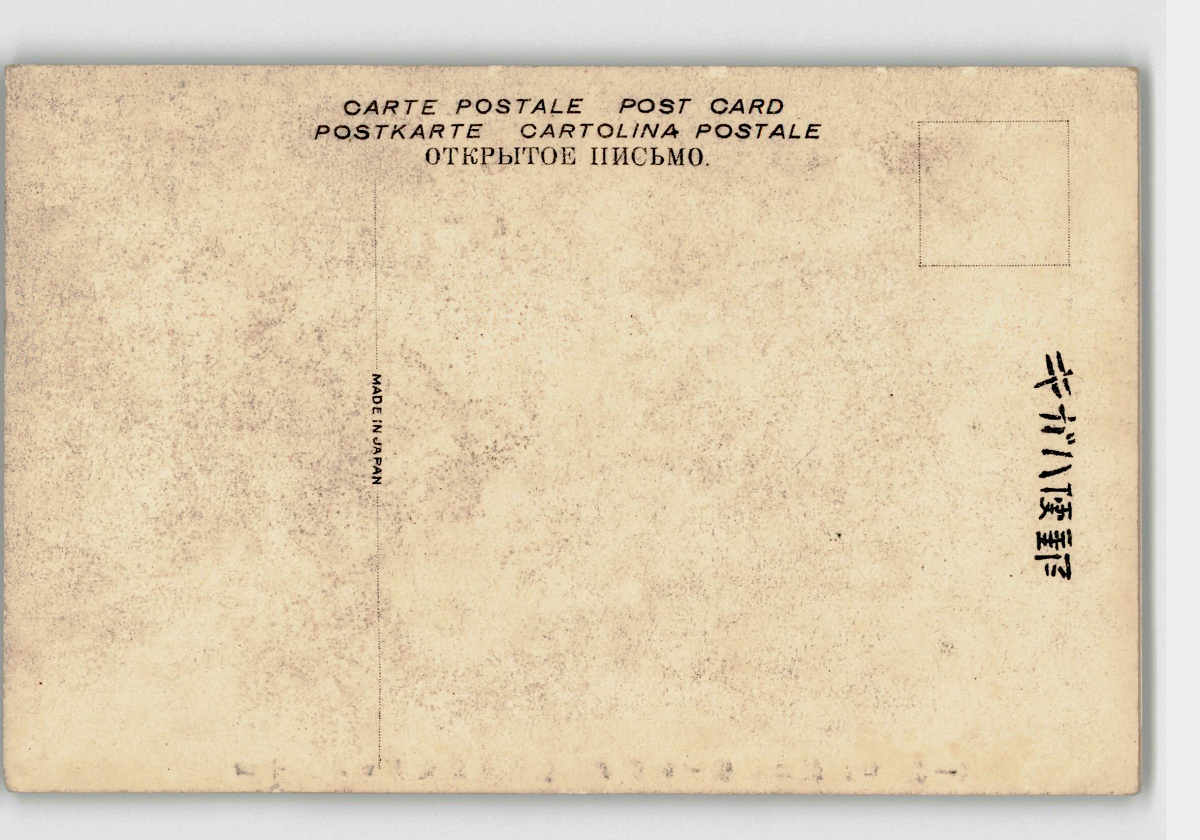 CARTE POSTALE POST CARD
POSTKARTE CARTOLINA POSTALE
ОТКРЫТОЕ ПИСЬМО.
MADE IN JAPAN
郵便ハガキ